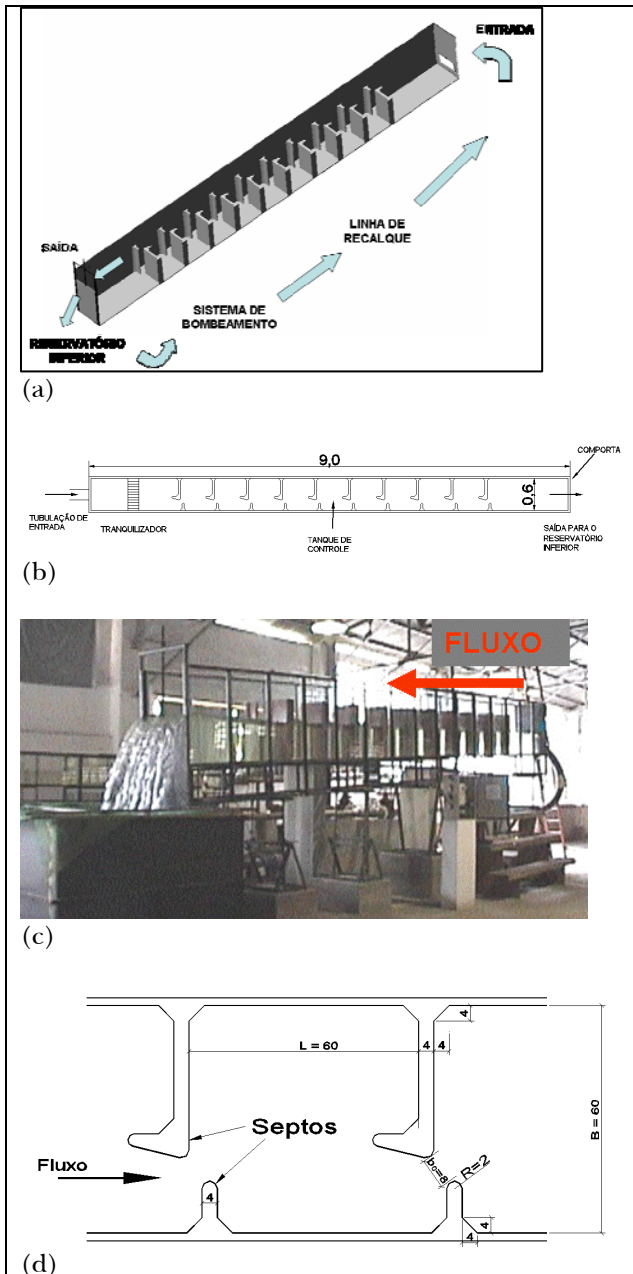 ENTRADA
LINHA DE
RECALQUE
SAÍDA
SISTEMA DE
BOMBEAMENTO
RESERVATÓRIO
INFERIOR
(a)
9,0
COMPORTA
0,6
TUBULAÇÃO DE
ENTRADA
TRANQUILIZADOR
TANQUE DE
CONTROLE
SAÍDA PARA O
RESERVATÓRIO
INFERIOR
(b)
FLUXO
(c)
4
L = 60
4 4
B = 60
Septos
Fluxo
b₀=8
R=2
4
4
4
(d)